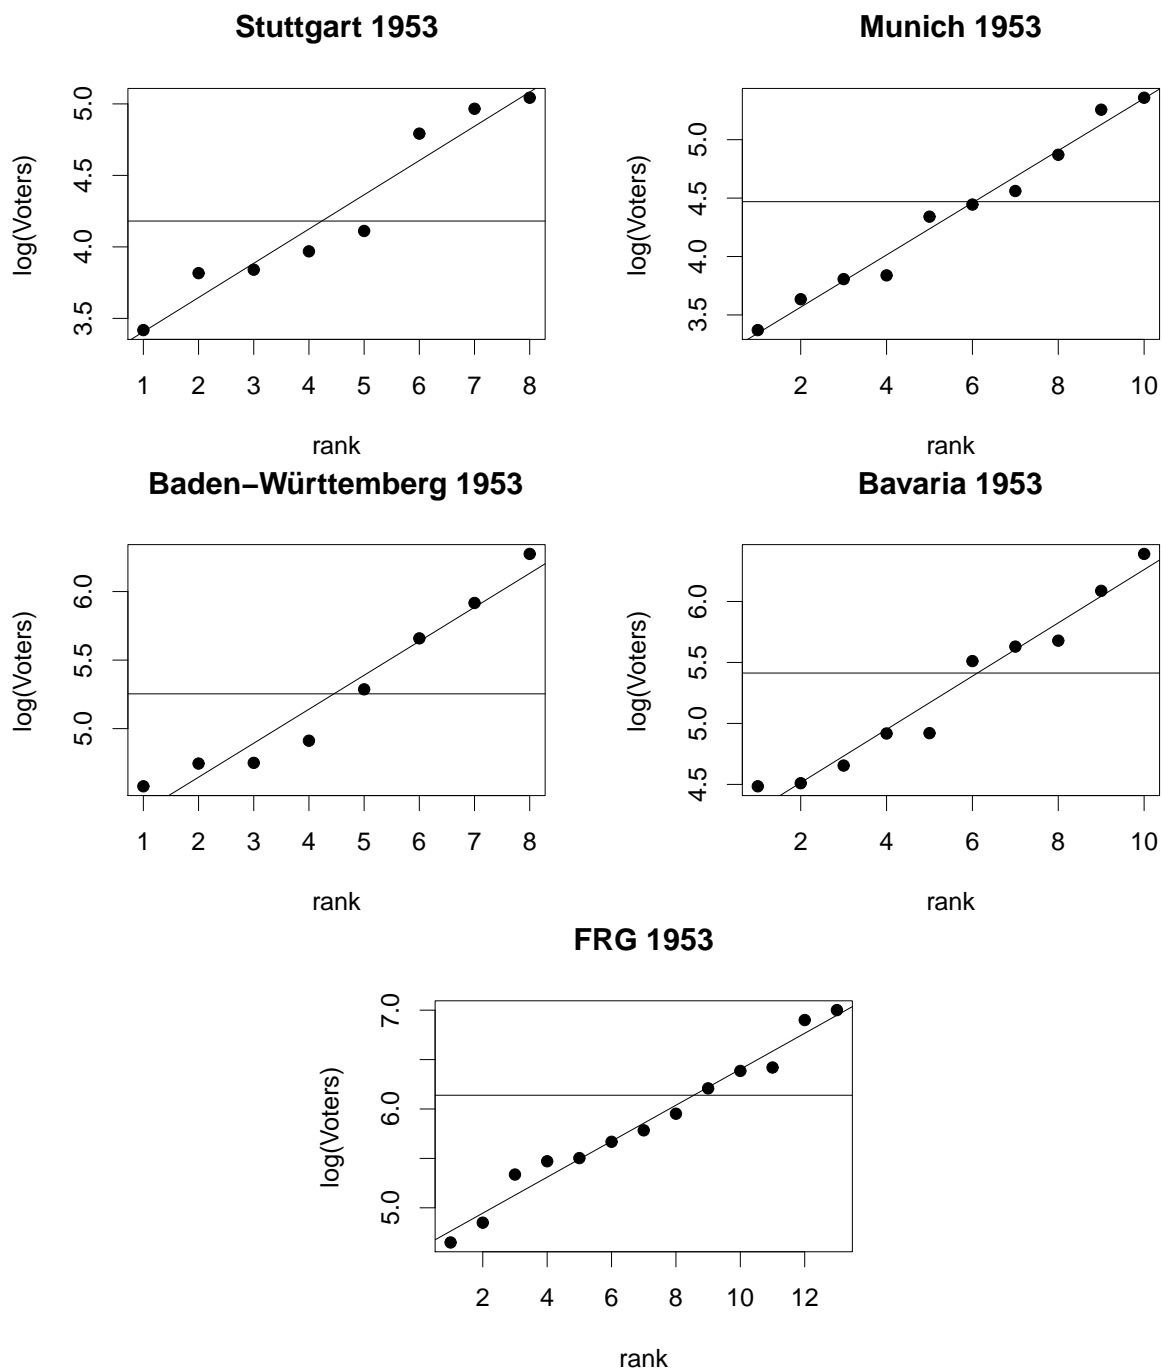 Stuttgart 1953
log(Voters)
3.5 4.0 4.5 5.0
1 2 3 4 5 6 7 8
rank
Munich 1953
log(Voters)
3.5 4.0 4.5 5.0
2 4 6 8 10
rank
Baden−Württemberg 1953
log(Voters)
5.0 5.5 6.0
1 2 3 4 5 6 7 8
rank
Bavaria 1953
log(Voters)
4.5 5.0 5.5 6.0
2 4 6 8 10
rank
FRG 1953
log(Voters)
5.0 6.0 7.0
2 4 6 8 10 12
rank